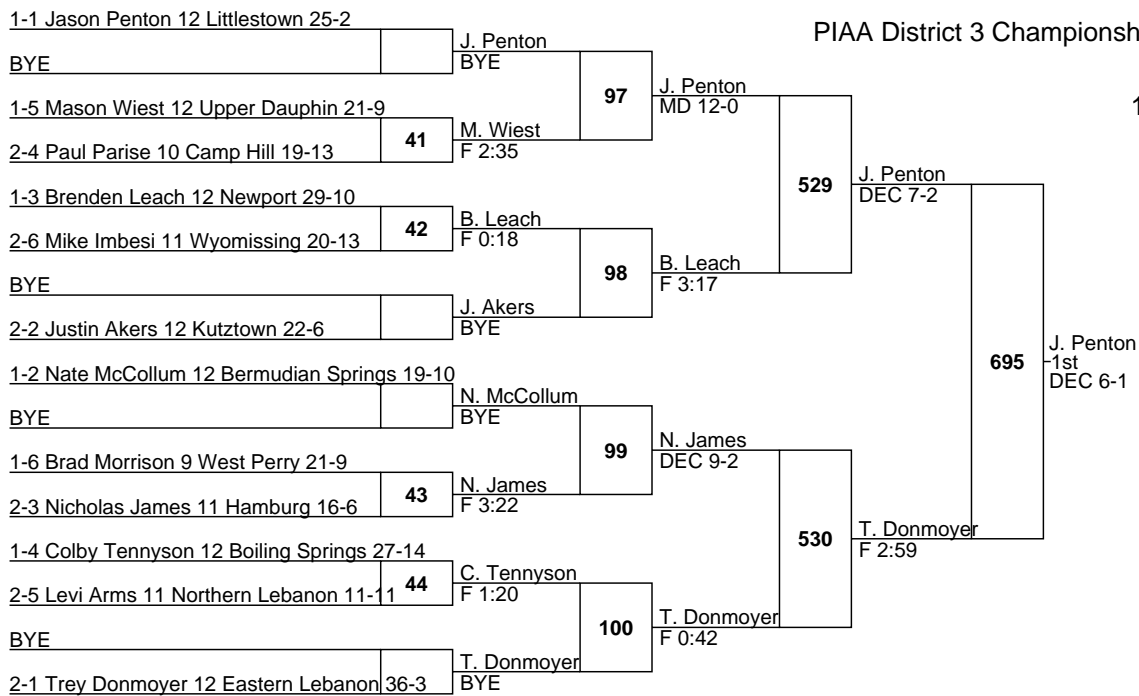 1-1 Jason Penton 12 Littlestown 25-2
BYE
1-5 Mason Wiest 12 Upper Dauphin 21-9
2-4 Paul Parise 10 Camp Hill 19-13
1-3 Brenden Leach 12 Newport 29-10
2-6 Mike Imbesi 11 Wyomissing 20-13
BYE
2-2 Justin Akers 12 Kutztown 22-6
1-2 Nate McCollum 12 Bermudian Springs 19-10
BYE
1-6 Brad Morrison 9 West Perry 21-9
2-3 Nicholas James 11 Hamburg 16-6
1-4 Colby Tennyson 12 Boiling Springs 27-14
2-5 Levi Arms 11 Northern Lebanon 11-11
BYE
2-1 Trey Donmoyer 12 Eastern Lebanon 36-3
41
42
43
44
J. Penton
BYE
M. Wiest
F 2:35
B. Leach
F 0:18
J. Akers
BYE
N. McCollum
BYE
N. James
F 3:22
C. Tennyson
F 1:20
T. Donmoyer
BYE
97
98
99
100
J. Penton
MD 12-0
B. Leach
F 3:17
N. James
DEC 9-2
T. Donmoyer
F 0:42
529
530
J. Penton
DEC 7-2
T. Donmoyer
F 2:59
695
J. Penton
1st
DEC 6-1
PIAA District 3 Championsh
1